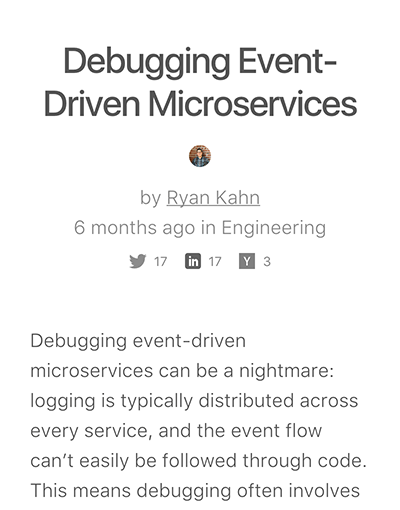 Debugging Event-
Driven Microservices
by Ryan Kahn
6 months ago in Engineering
17 in 17 Y 3
Debugging event-driven
microservices can be a nightmare:
logging is typically distributed across
every service, and the event flow
can’t easily be followed through code.
This means debugging often involves